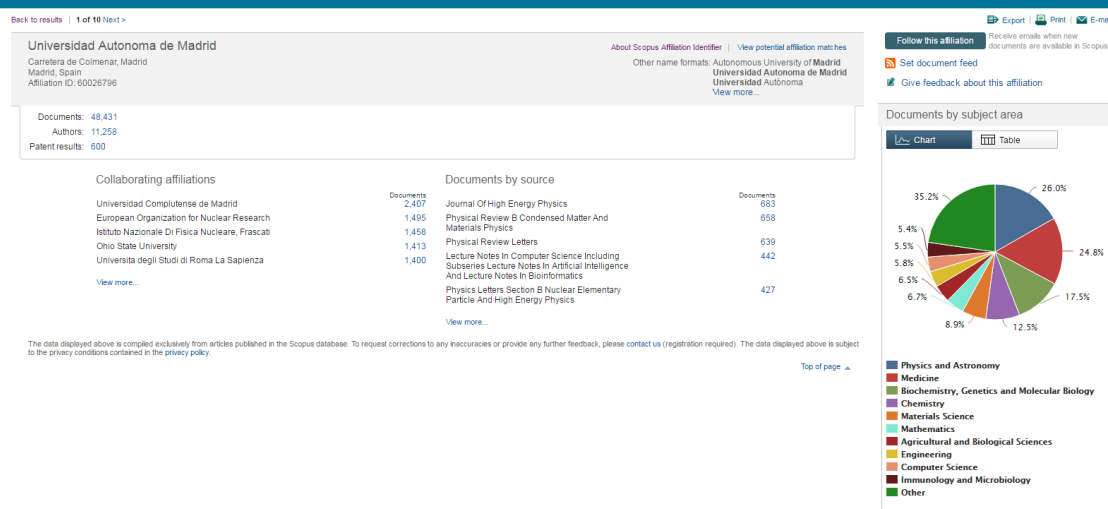 Back to results | 1 of 10 Next >
Export | Print | E-ma
Universidad Autonoma de Madrid
Carretera de Colmenar, Madrid
Madrid, Spain
Affiliation ID: 60026796
About Scopus Affiliation Identifier | View potential affiliation matches
Other name formats: Autonomous University of Madrid
Universidad Autonoma de Madrid
Universidad Autònoma
View more...
Documents: 48,431
Authors: 11,258
Patent results: 600
Collaborating affiliations
Documents
Universidad Complutense de Madrid 2,407
European Organization for Nuclear Research 1,495
Istituto Nazionale Di Fisica Nucleare, Frascati 1,458
Ohio State University 1,413
Universita degli Studi di Roma La Sapienza 1,400
View more...
Documents by source
Documents
Journal Of High Energy Physics 683
Physical Review B Condensed Matter And 658
Materials Physics
Physical Review Letters 639
Lecture Notes In Computer Science Including 442
Subseries Lecture Notes In Artificial Intelligence
And Lecture Notes In Bioinformatics
Physics Letters Section B Nuclear Elementary 427
Particle And High Energy Physics
View more...
The data displayed above is compiled exclusively from articles published in the Scopus database. To request corrections to any inaccuracies or provide any further feedback, please contact us (registration required). The data displayed above is subject
to the privacy conditions contained in the privacy policy.
Top of page
Follow this affiliation
Receive emails when new
documents are available in Scopus
Set document feed
Give feedback about this affiliation
Documents by subject area
Chart
Table
35.2%
26.0%
5.4%
5.5%
24.8%
5.8%
6.5%
6.7%
17.5%
8.9%
12.5%
Physics and Astronomy
Medicine
Biochemistry, Genetics and Molecular Biology
Chemistry
Materials Science
Mathematics
Agricultural and Biological Sciences
Engineering
Computer Science
Immunology and Microbiology
Other